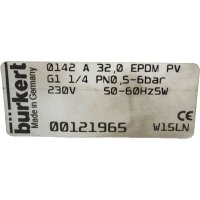 burkert
Made in Germany
0142 A 32,0 EPDM PV
G1 1/4 PN0,5-6bar
230V 50-60Hz5W
00121965
CE
W15LN